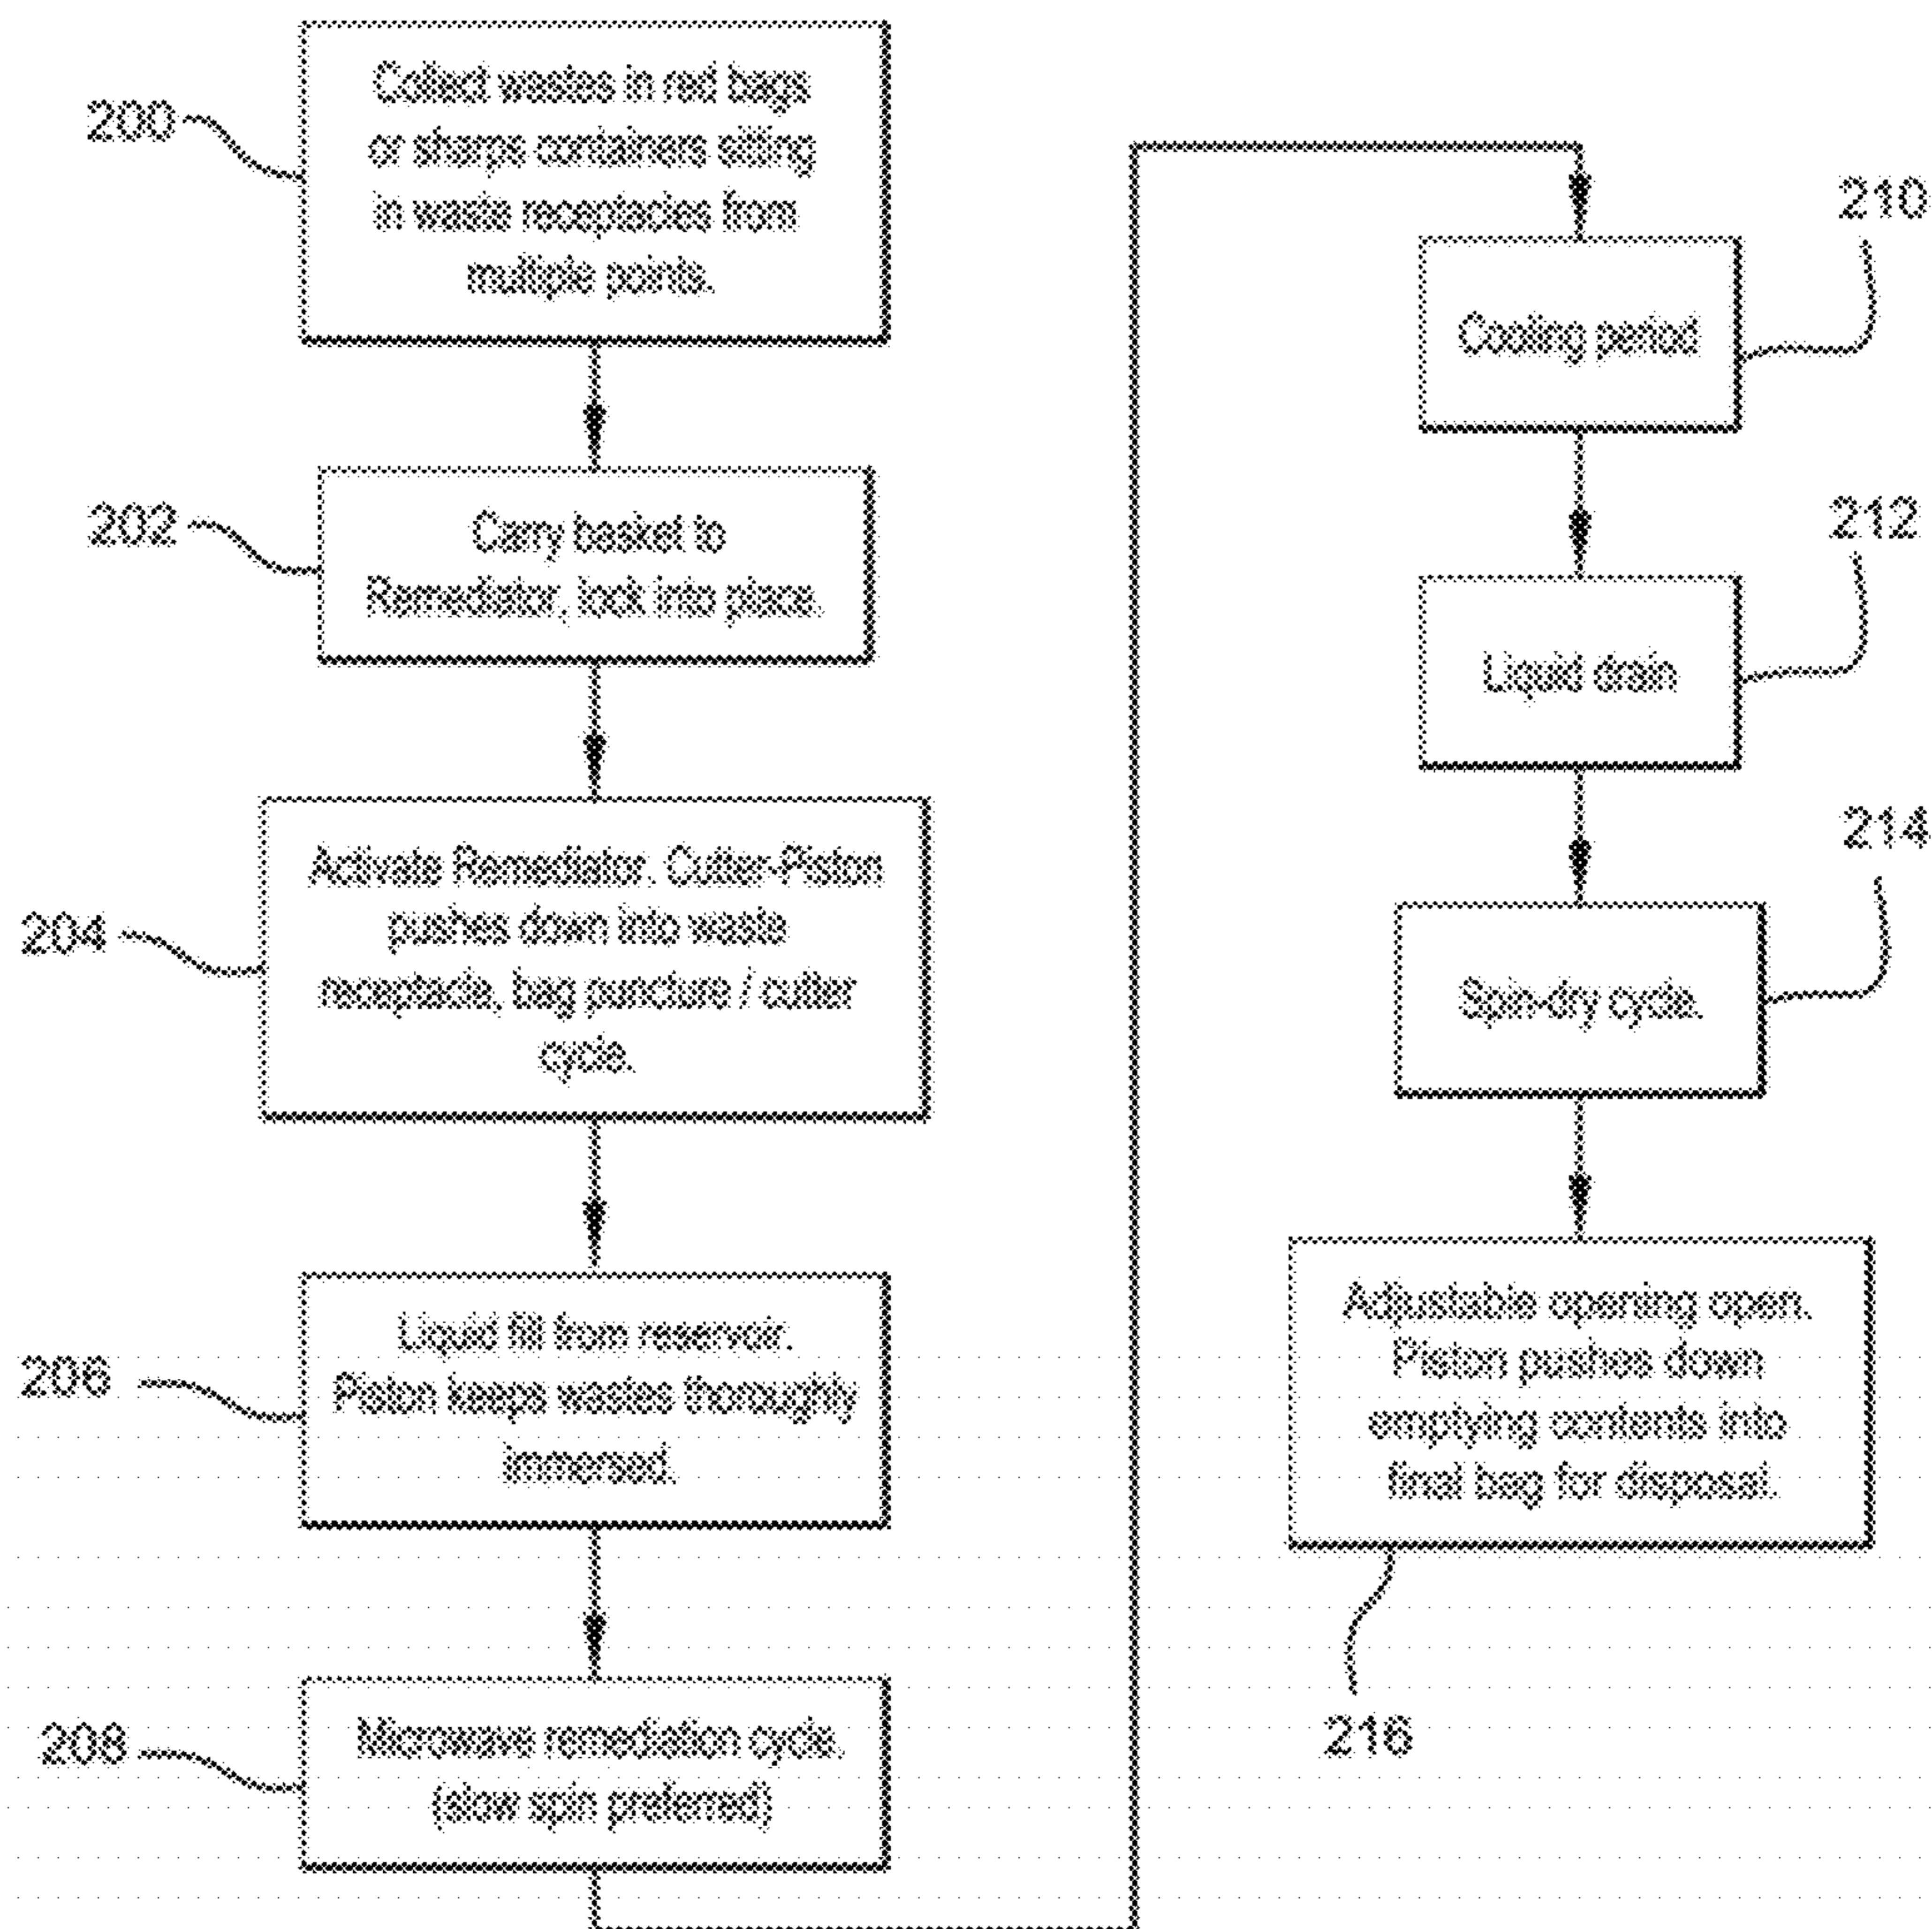 200
Collect wastes in red bags
or sharps containers sitting
in waste receptacles from
multiple points.
202
Carry basket to
Remediator, lock into place.
204
Activate Remediator. Cutter-Piston
pushes down into waste
receptacle, bag puncture / cutter
cycle.
206
Liquid fill from reservoir.
Piston keeps wastes thoroughly
immersed.
208
Microwave remediation cycle.
(slow spin preferred)
210
Cooling period
212
Liquid drain
214
Spin-dry cycle.
Adjustable opening open.
Piston pushes down
emptying contents into
final bag for disposal.
216